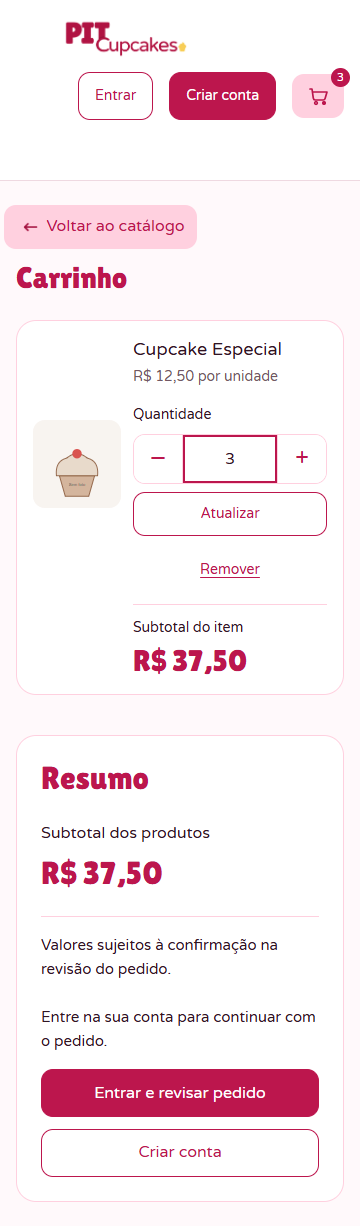 PIT
Cupcakes
Entrar
Criar conta
3
← Voltar ao catálogo
Carrinho
Cupcake Especial
R$ 12,50 por unidade
Quantidade
− 3 +
Atualizar
Remover
Subtotal do item
R$ 37,50
Resumo
Subtotal dos produtos
R$ 37,50
Valores sujeitos à confirmação na
revisão do pedido.
Entre na sua conta para continuar com
o pedido.
Entrar e revisar pedido
Criar conta